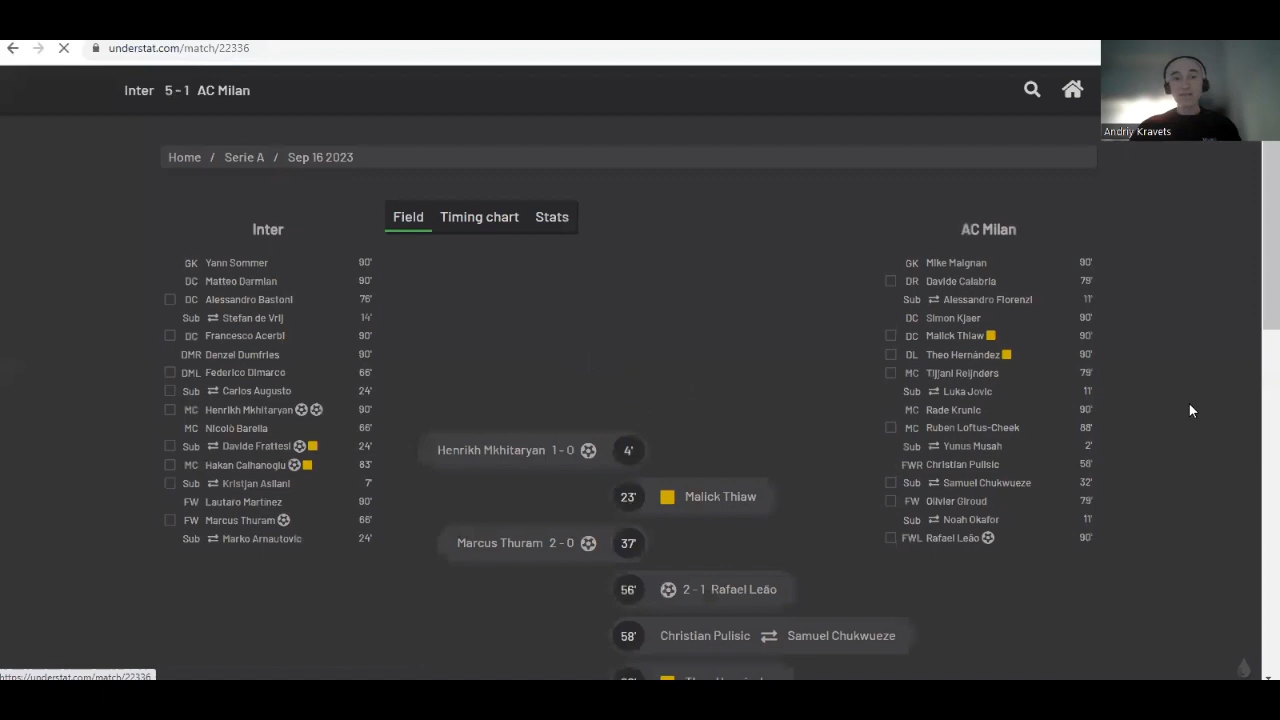 understat.com/match/22336
Andriy Kravets
Inter 5 - 1 AC Milan
Home / Serie A / Sep 16 2023
Field Timing chart Stats
Inter
GK Yann Sommer 90'
DC Matteo Darmian 90'
DC Alessandro Bastoni 76'
Sub Stefan de Vrij 14'
DC Francesco Acerbi 90'
DMR Denzel Dumfries 90'
DML Federico Dimarco 66'
Sub Carlos Augusto 24'
MC Henrikh Mkhitaryan 90'
MC Nicolò Barella 66'
Sub Davide Frattesi 24'
MC Hakan Calhanoglu 83'
Sub Kristjan Asllani 7'
FW Lautaro Martínez 90'
FW Marcus Thuram 66'
Sub Marko Arnautovic 24'
AC Milan
GK Mike Maignan 90'
DR Davide Calabria 79'
Sub Alessandro Florenzi 11'
DC Simon Kjaer 90'
DC Malick Thiaw 90'
DL Theo Hernández 90'
MC Tijjani Reijnders 79'
Sub Luka Jovic 11'
MC Rade Krunic 90'
MC Ruben Loftus-Cheek 88'
Sub Yunus Musah 2'
FWR Christian Pulisic 58'
Sub Samuel Chukwueze 32'
FW Olivier Giroud 79'
Sub Noah Okafor 11'
FWL Rafael Leão 90'
Henrikh Mkhitaryan 1 - 0 4'
23' Malick Thiaw
Marcus Thuram 2 - 0 37'
56' 2 - 1 Rafael Leão
58' Christian Pulisic Samuel Chukwueze
https://understat.com/match/22336